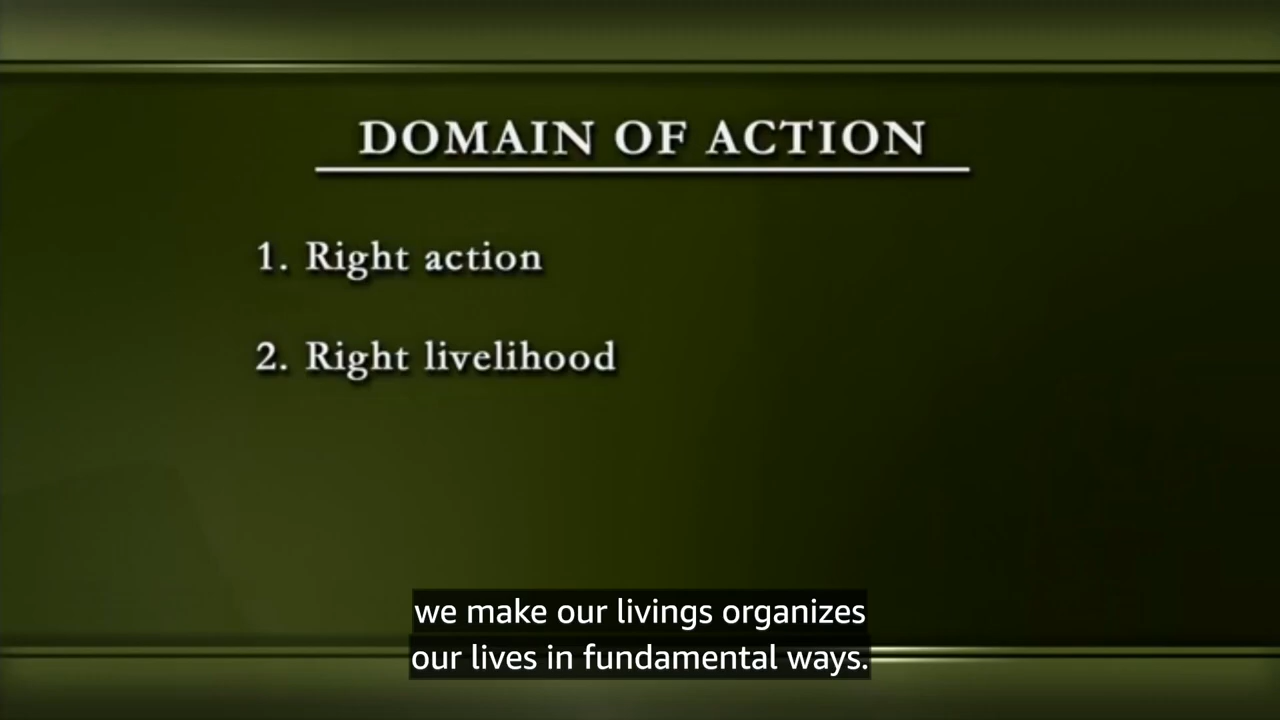 DOMAIN OF ACTION
1. Right action
2. Right livelihood
we make our livings organizes
our lives in fundamental ways.